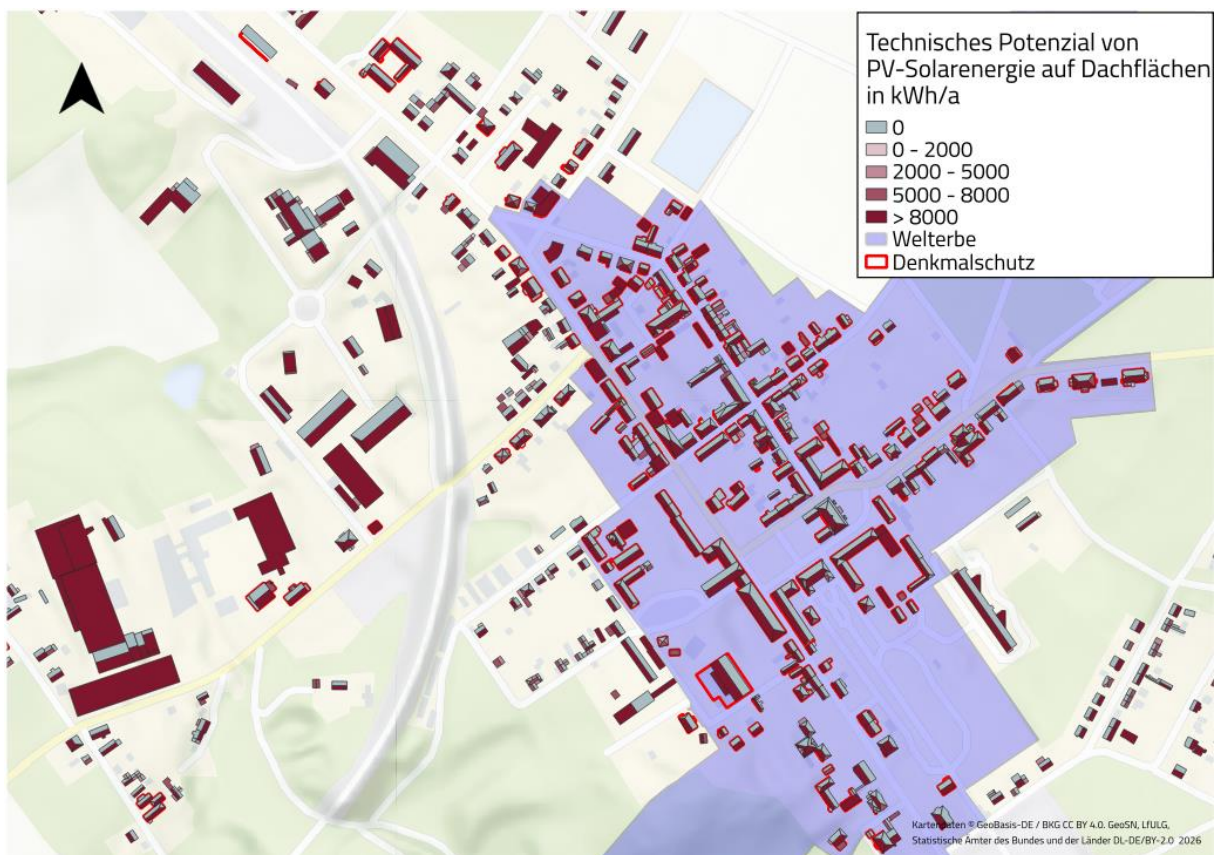 Technisches Potenzial von
PV-Solarenergie auf Dachflächen
in kWh/a
0
0 - 2000
2000 - 5000
5000 - 8000
> 8000
Welterbe
Denkmalschutz
Kartendaten © GeoBasis-DE / BKG CC BY 4.0. GeoSN, LfULG,
Statistische Ämter des Bundes und der Länder DL-DE/BY-2.0 2026